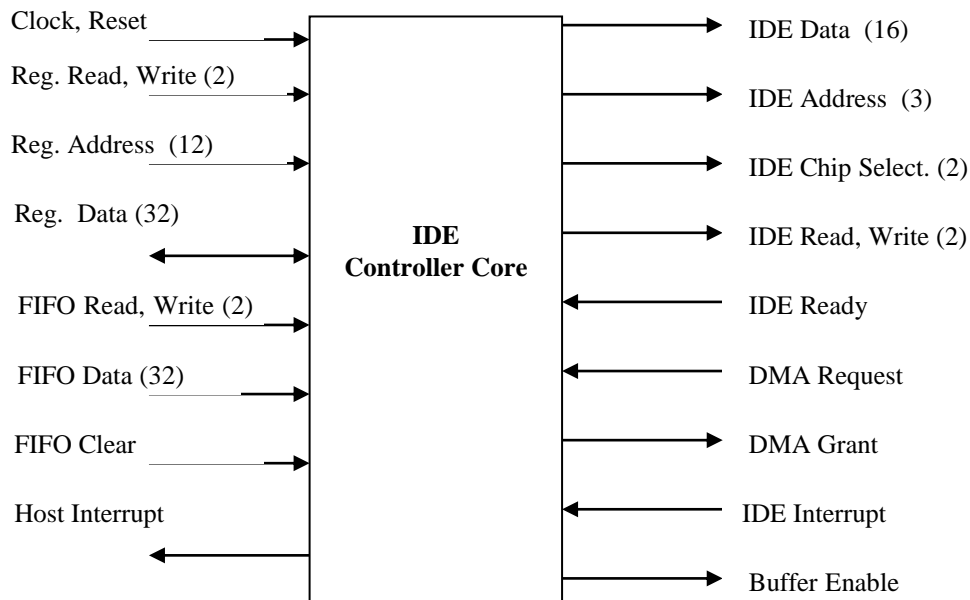 Clock, Reset
Reg. Read, Write (2)
Reg. Address (12)
Reg. Data (32)
FIFO Read, Write (2)
FIFO Data (32)
FIFO Clear
Host Interrupt
IDE
Controller Core
IDE Data (16)
IDE Address (3)
IDE Chip Select. (2)
IDE Read, Write (2)
IDE Ready
DMA Request
DMA Grant
IDE Interrupt
Buffer Enable